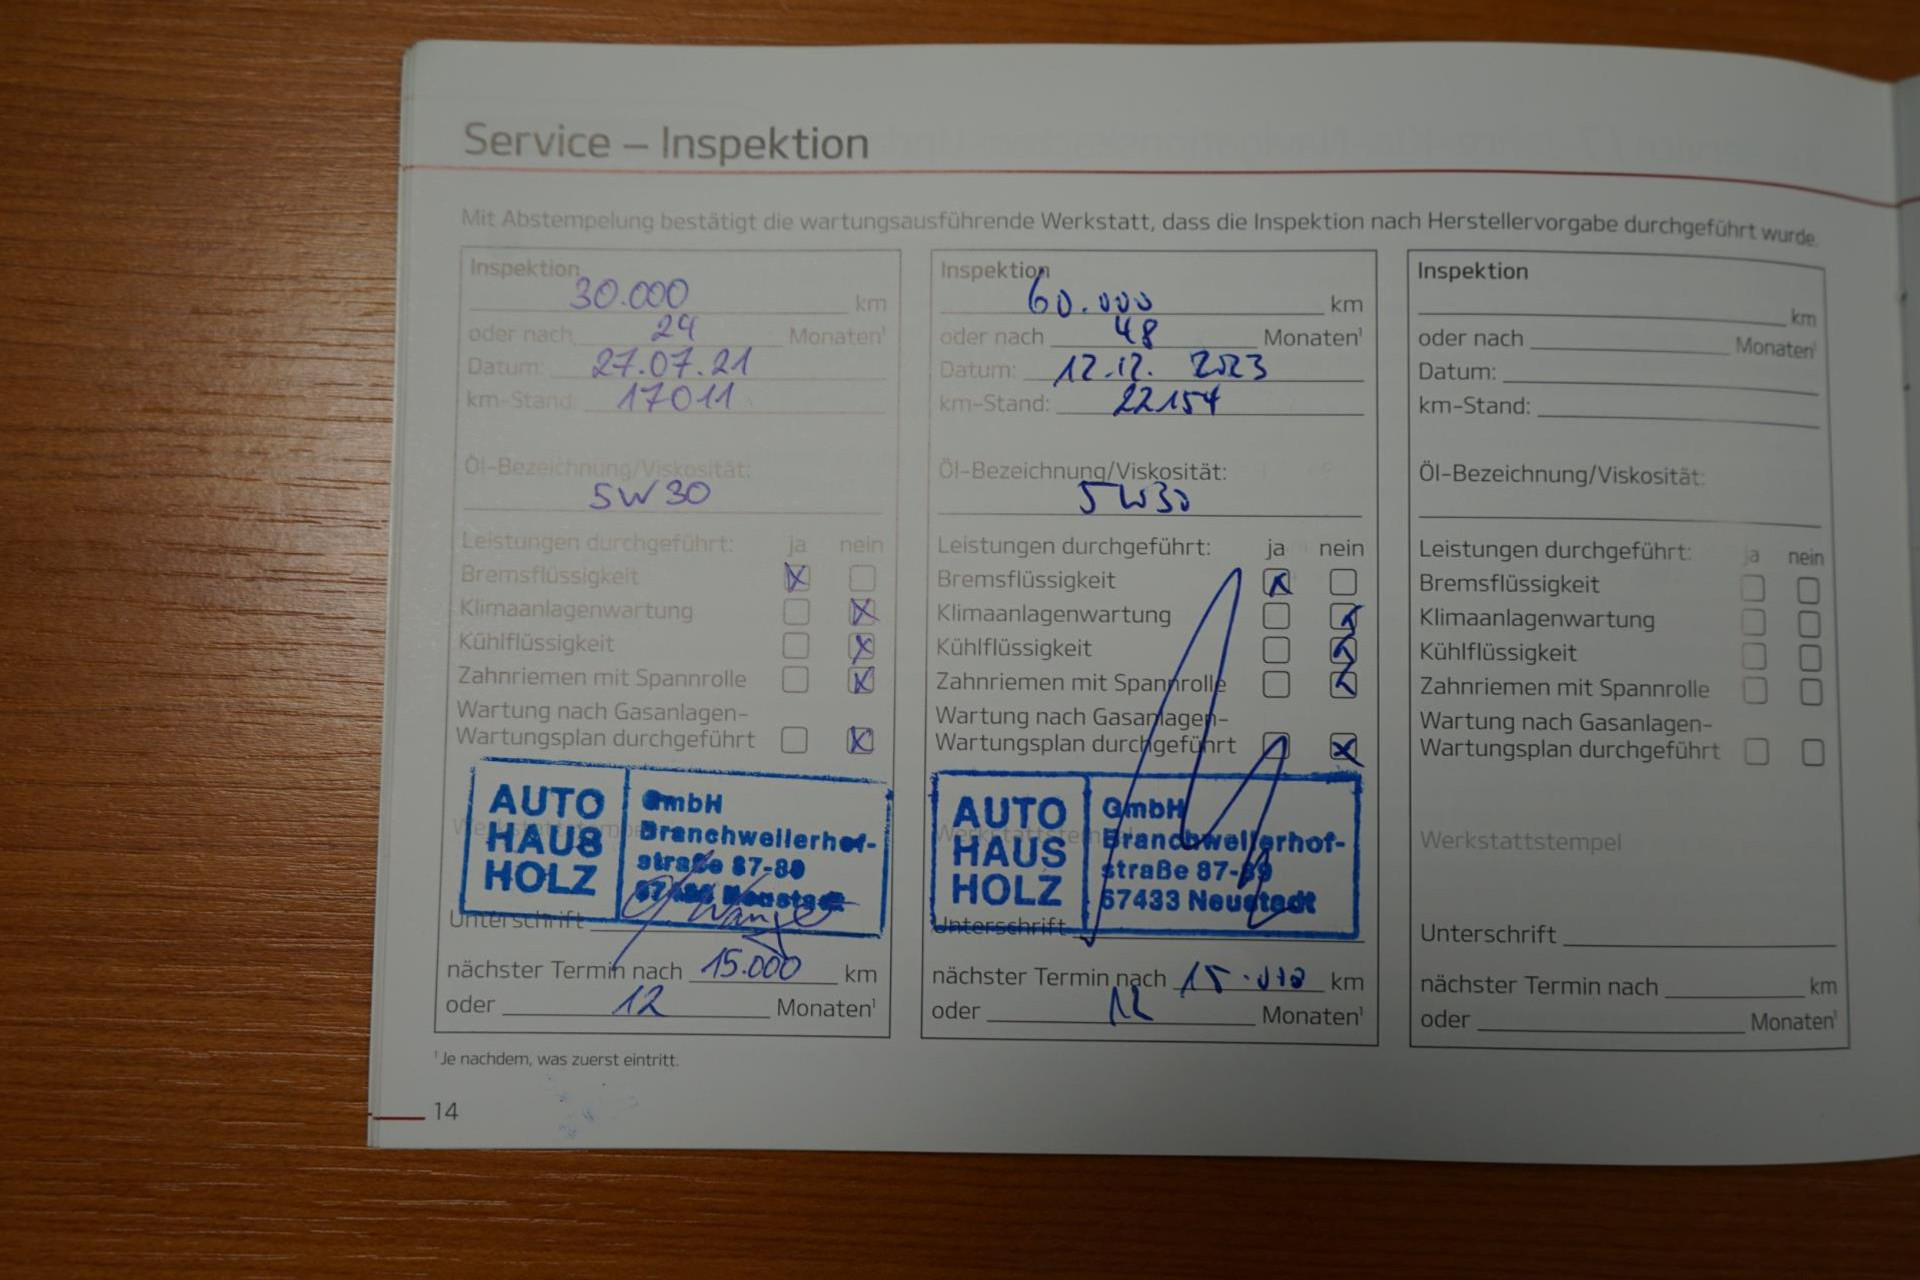 Service – Inspektion
Mit Abstempelung bestätigt die wartungsausführende Werkstatt, dass die Inspektion nach Herstellervorgabe durchgeführt wurde.
Inspektion
30.000 km
oder nach 24 Monaten¹
Datum: 27.07.21
km-Stand: 17011
Öl-Bezeichnung/Viskosität:
5W30
Leistungen durchgeführt: ja nein
Bremsflüssigkeit
Klimaanlagenwartung
Kühlflüssigkeit
Zahnriemen mit Spannrolle
Wartung nach Gasanlagen-
Wartungsplan durchgeführt
Werkstattstempel
AUTO
HAUS
HOLZ
GmbH
Branchweilerhof-
straße 87-89
67433 Neustadt
Unterschrift
nächster Termin nach 15.000 km
oder 12 Monaten¹
Inspektion
60.000 km
oder nach 48 Monaten¹
Datum: 12.12. 2023
km-Stand: 22154
Öl-Bezeichnung/Viskosität:
5W30
Leistungen durchgeführt: ja nein
Bremsflüssigkeit
Klimaanlagenwartung
Kühlflüssigkeit
Zahnriemen mit Spannrolle
Wartung nach Gasanlagen-
Wartungsplan durchgeführt
Werkstattstempel
AUTO
HAUS
HOLZ
GmbH
Branchweilerhof-
straße 87-89
67433 Neustadt
Unterschrift
nächster Termin nach 15.000 km
oder 12 Monaten¹
Inspektion
km
oder nach Monaten¹
Datum:
km-Stand:
Öl-Bezeichnung/Viskosität:
Leistungen durchgeführt: ja nein
Bremsflüssigkeit
Klimaanlagenwartung
Kühlflüssigkeit
Zahnriemen mit Spannrolle
Wartung nach Gasanlagen-
Wartungsplan durchgeführt
Werkstattstempel
Unterschrift
nächster Termin nach km
oder Monaten¹
¹ Je nachdem, was zuerst eintritt.
14